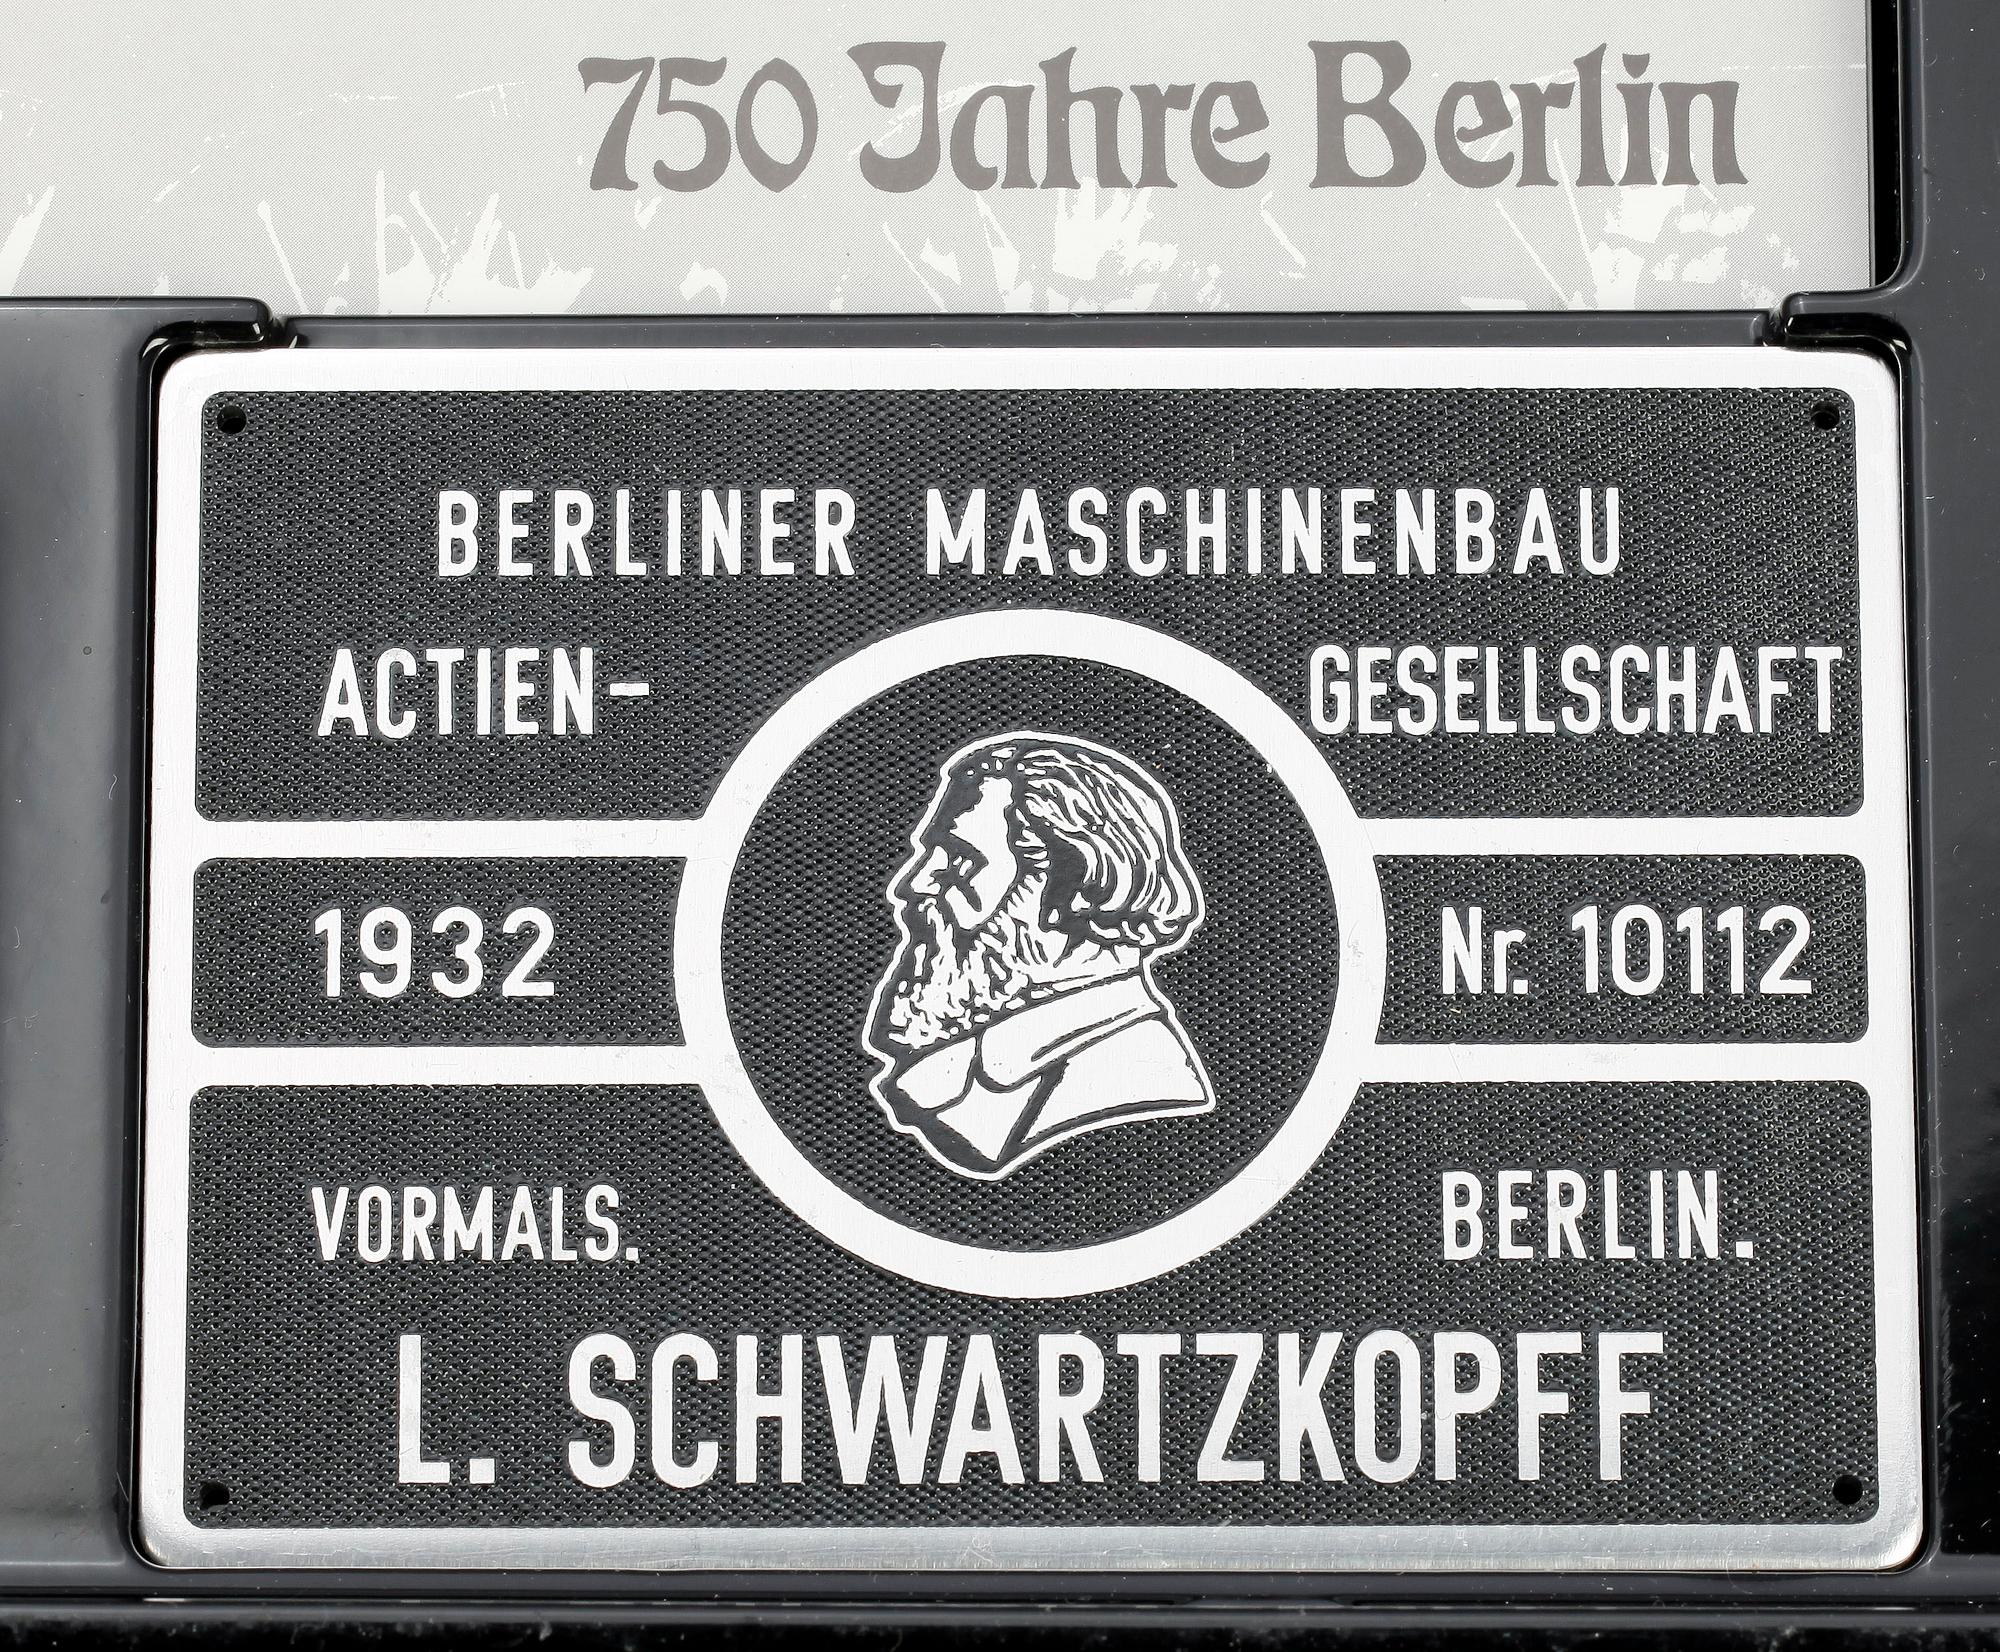 750 Jahre Berlin
BERLINER MASCHINENBAU
ACTIEN- GESELLSCHAFT
1932 Nr. 10112
VORMALS. BERLIN.
L. SCHWARTZKOPFF